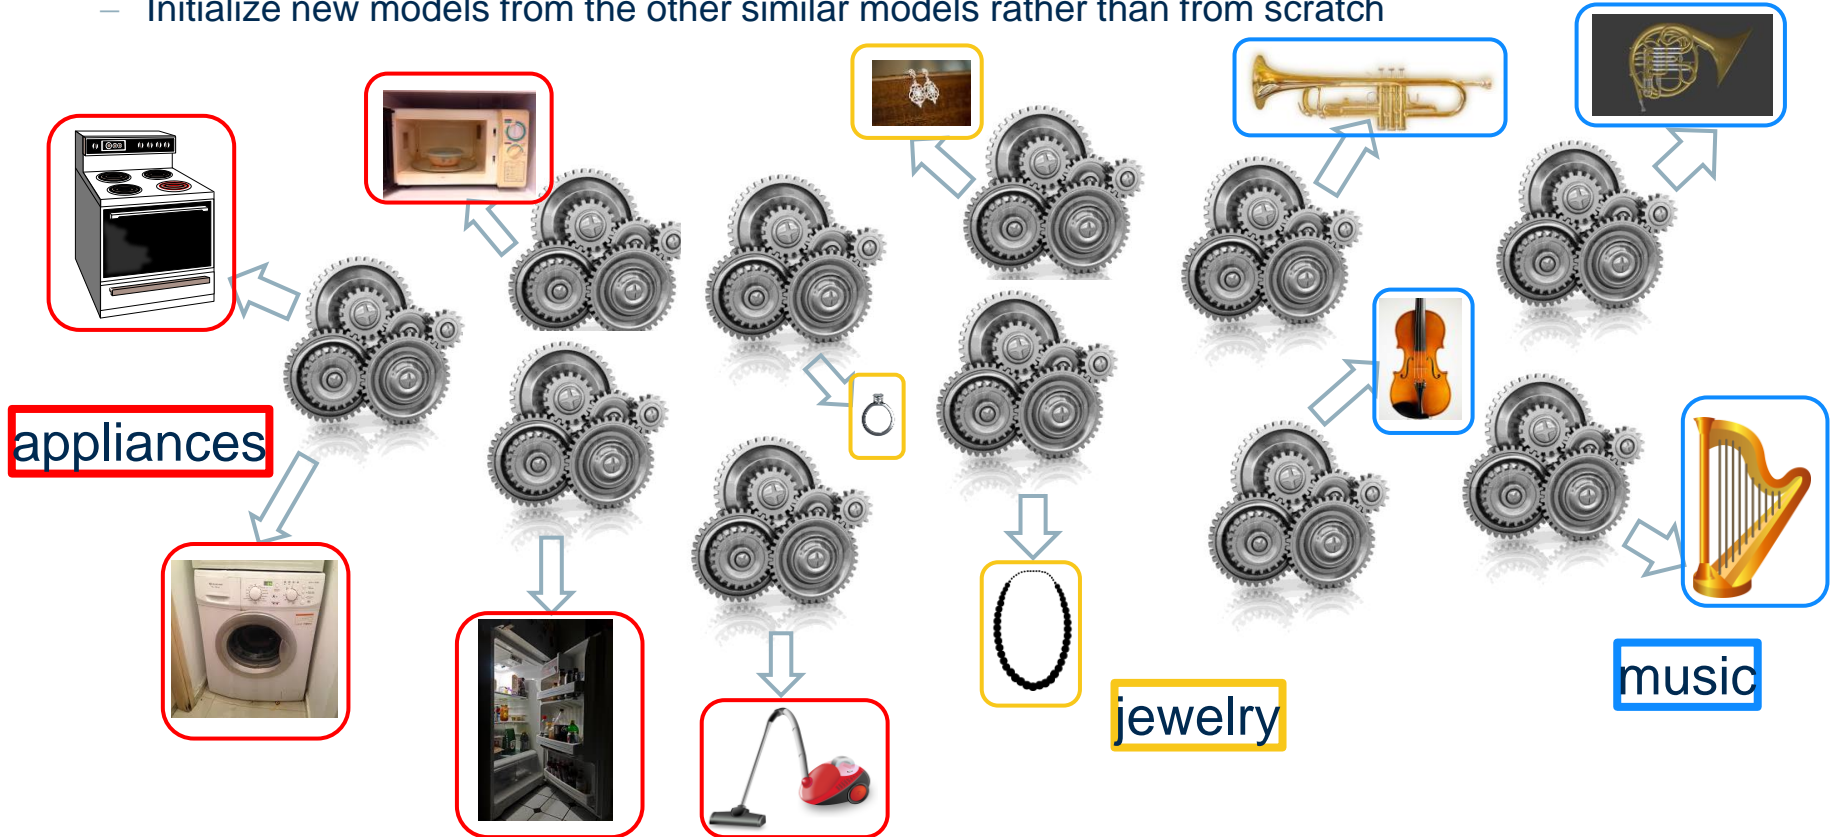 – Initialize new models from the other similar models rather than from scratch
appliances
jewelry
music